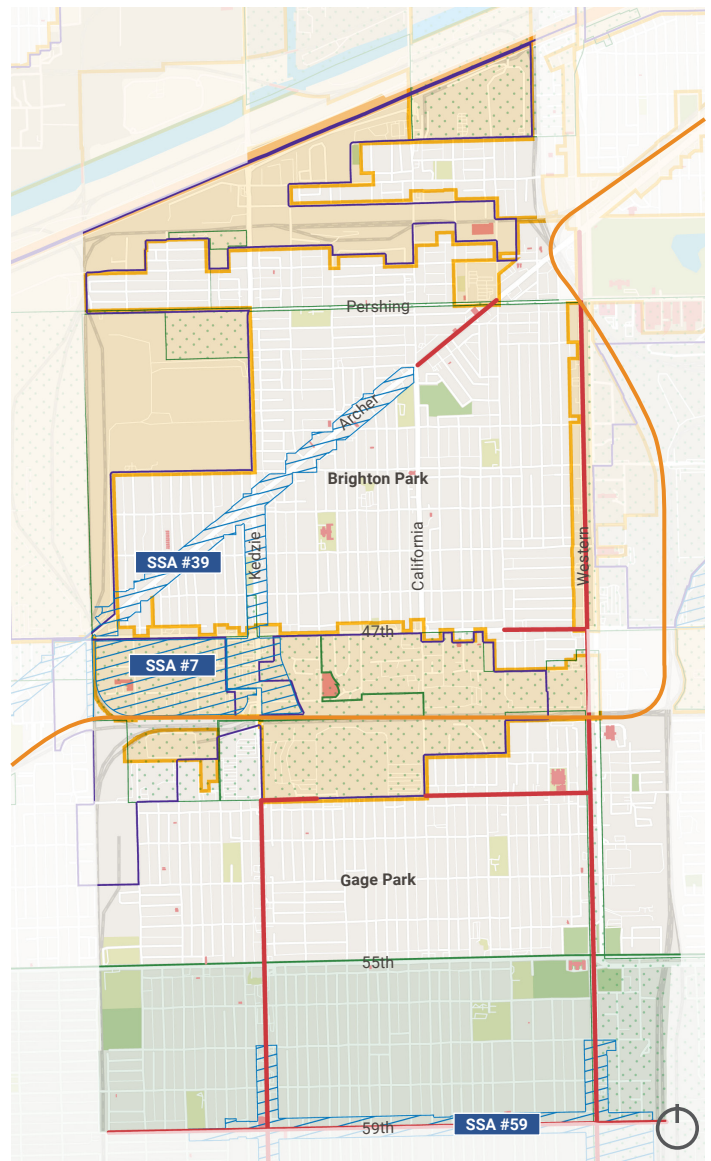 Pershing
Archer
Brighton Park
Kedzie
California
Western
SSA #39
47th
SSA #7
Gage Park
55th
SSA #59
59th